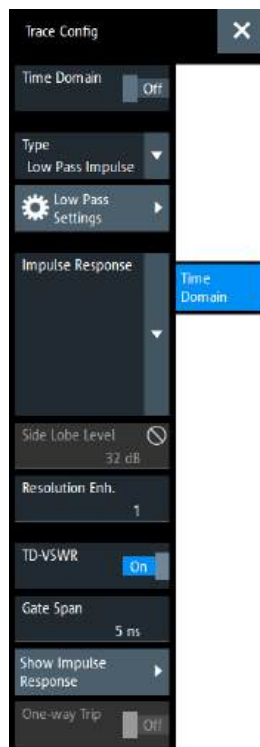 Trace Config
Time Domain
Off
Type
Low Pass Impulse
Low Pass
Settings
Impulse Response
Time
Domain
Side Lobe Level
32 dB
Resolution Enh.
1
TD-VSWR
On
Gate Span
5 ns
Show Impulse
Response
One-way Trip
Off